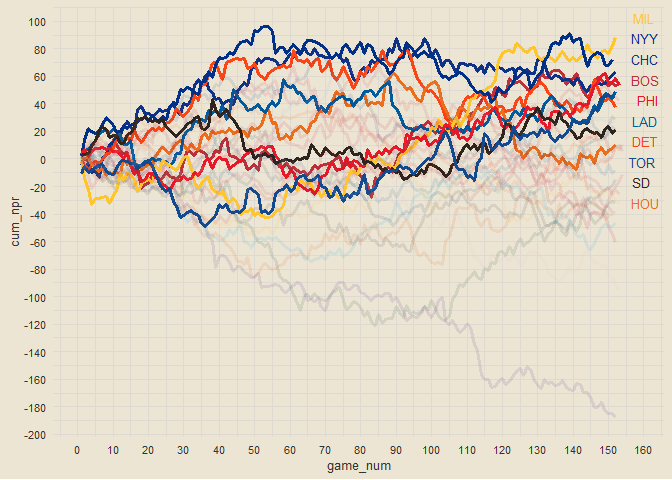 100
80
60
40
20
0
-20
-40
-60
-80
-100
-120
-140
-160
-180
-200
cum_npr
0 10 20 30 40 50 60 70 80 90 100 110 120 130 140 150 160
game_num
MIL
NYY
CHC
BOS
PHI
LAD
DET
TOR
SD
HOU